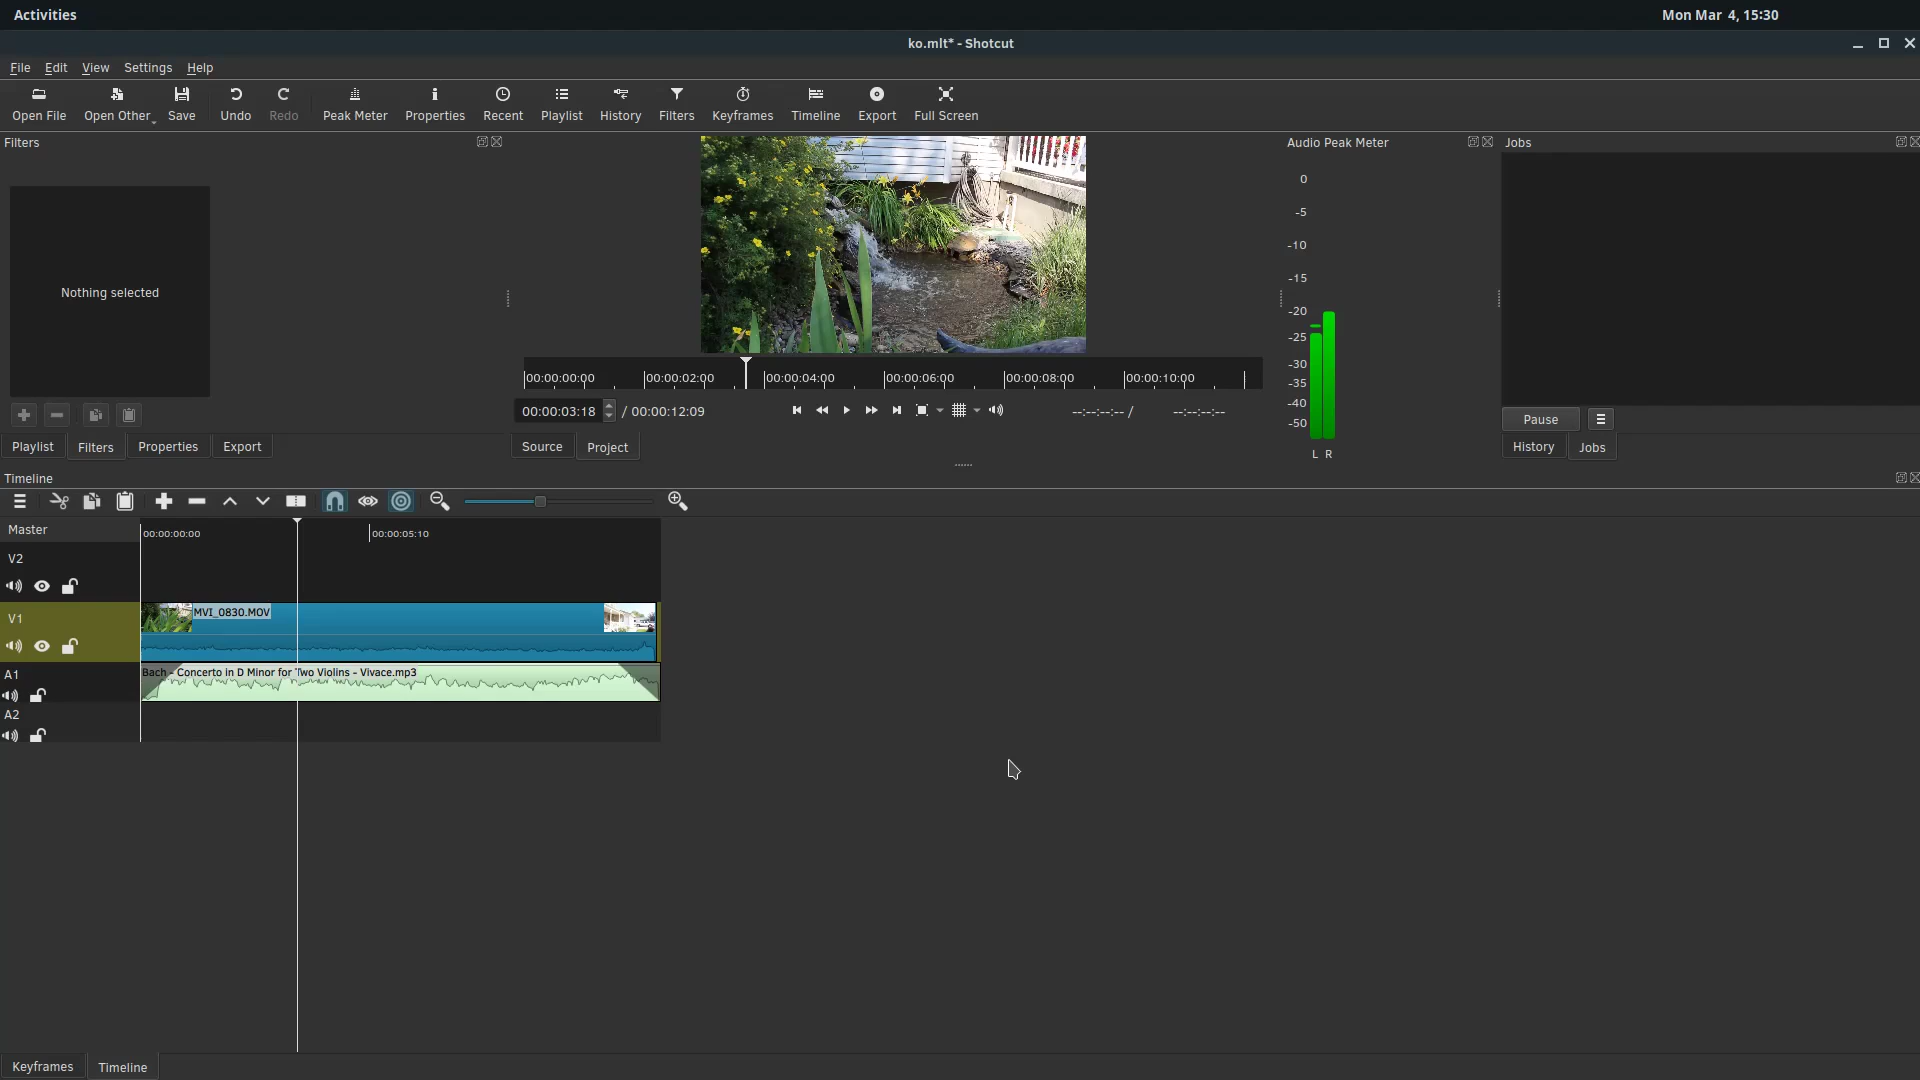 Activities
Mon Mar 4, 15:30
ko.mlt* - Shotcut
File Edit View Settings Help
Open File Open Other Save Undo Redo Peak Meter Properties Recent Playlist History Filters Keyframes Timeline Export Full Screen
Filters
Audio Peak Meter
Jobs
Nothing selected
0
-5
-10
-15
-20
-25
-30
-35
-40
-50
L R
00:00:00:00 00:00:02:00 00:00:04:00 00:00:06:00 00:00:08:00 00:00:10:00
00:00:03:18 / 00:00:12:09
--:--:--:-- / --:--:--:--
Pause
Playlist Filters Properties Export
Source Project
History Jobs
Timeline
Master
00:00:00:00 00:00:05:10
V2
V1
MVI_0830.MOV
A1
Bach - Concerto in D Minor for Two Violins - Vivace.mp3
A2
Keyframes Timeline